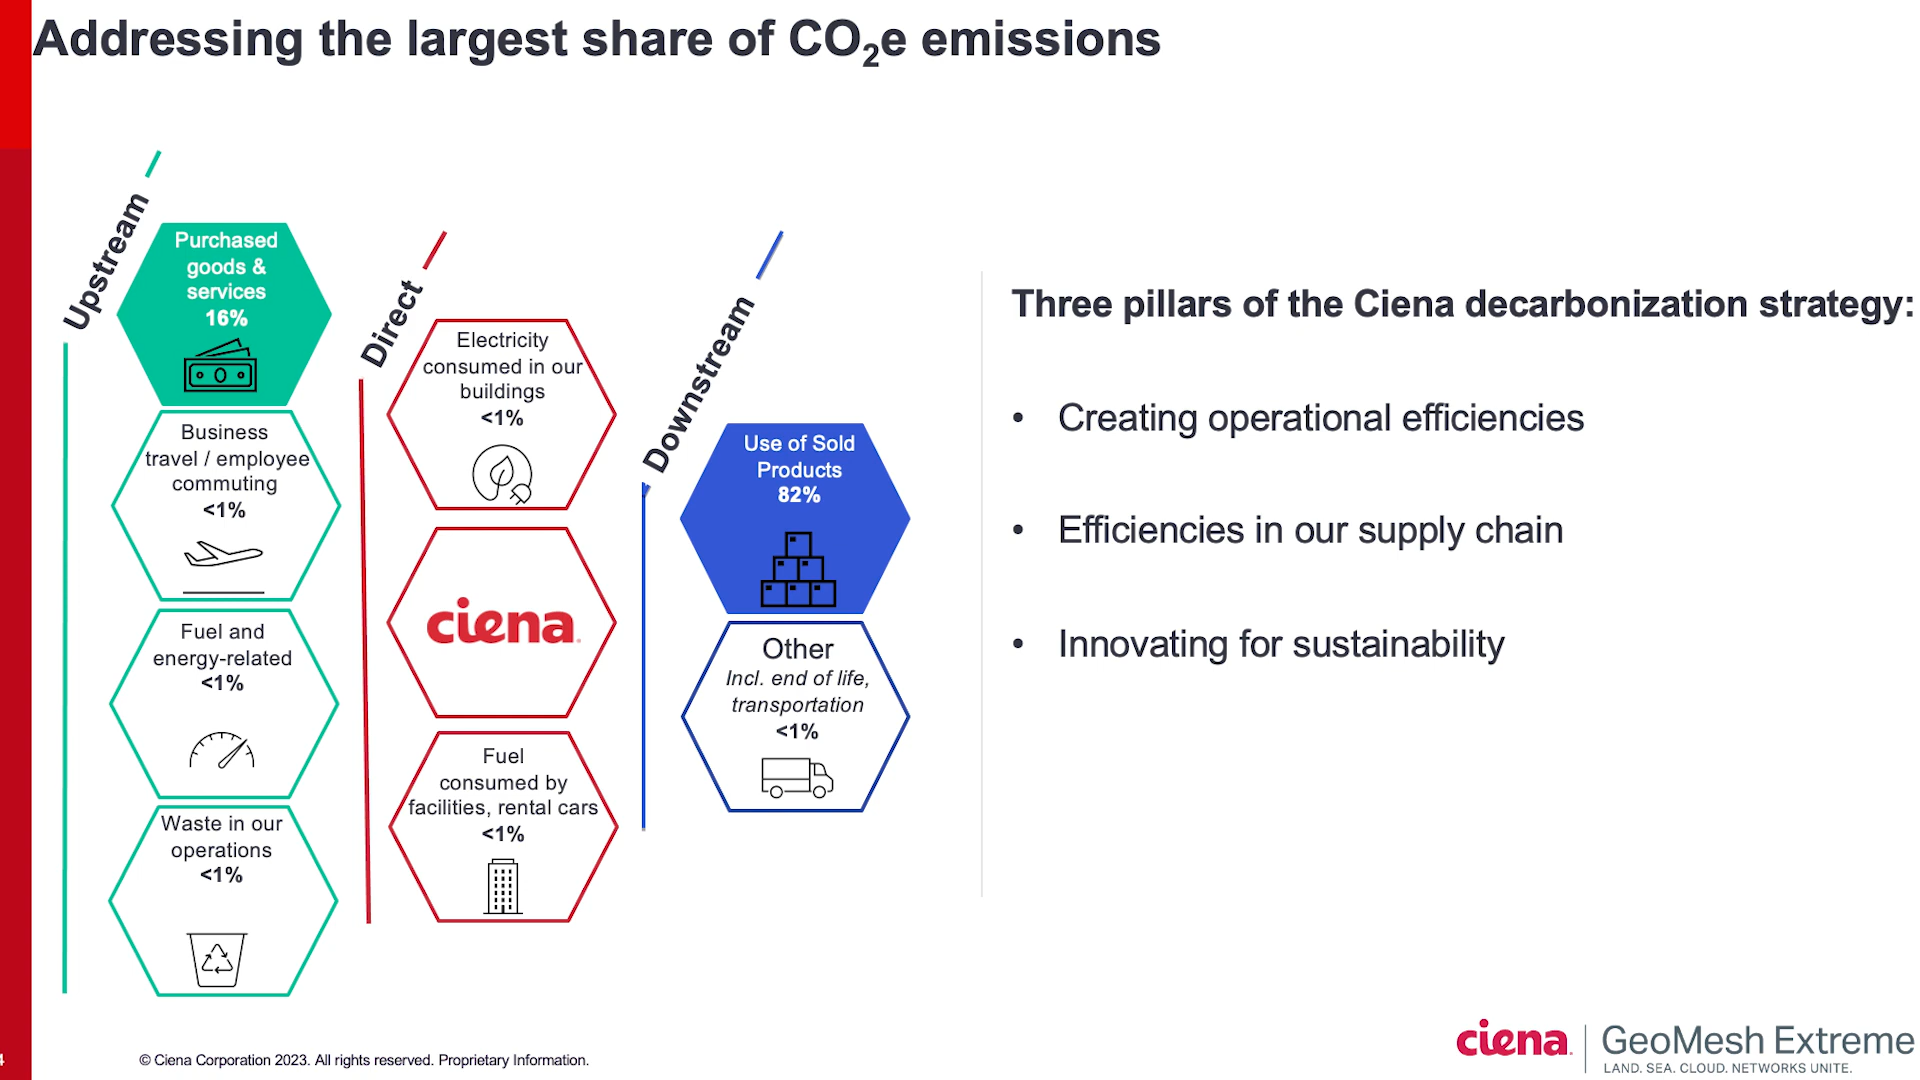 Addressing the largest share of CO₂e emissions
Upstream
Purchased
goods &
services
16%
Business
travel / employee
commuting
<1%
Fuel and
energy-related
<1%
Waste in our
operations
<1%
Direct
Electricity
consumed in our
buildings
<1%
ciena
Fuel
consumed by
facilities, rental cars
<1%
Downstream
Use of Sold
Products
82%
Other
Incl. end of life,
transportation
<1%
Three pillars of the Ciena decarbonization strategy:
• Creating operational efficiencies
• Efficiencies in our supply chain
• Innovating for sustainability
4
© Ciena Corporation 2023. All rights reserved. Proprietary Information.
ciena
GeoMesh Extreme
LAND. SEA. CLOUD. NETWORKS UNITE.